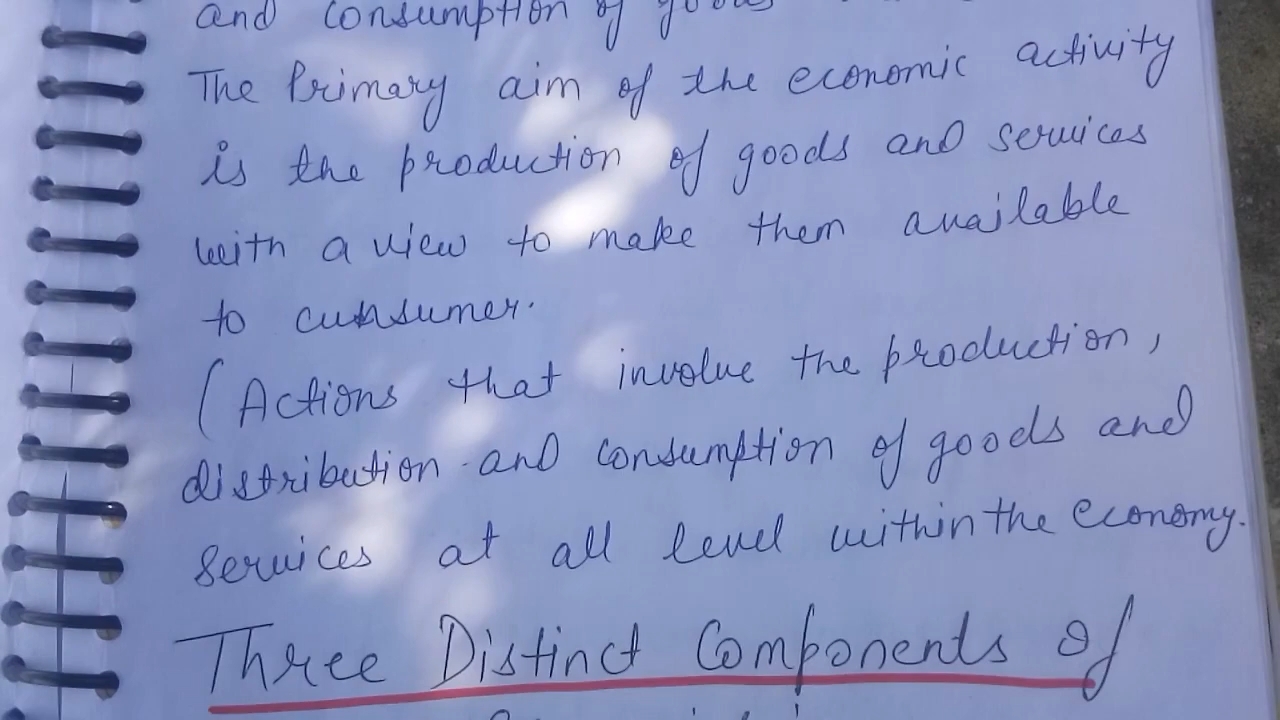 and consumption of goods
The Primary aim of the economic activity
is the production of goods and services
with a view to make them available
to cunsumer.
(Actions that involve the production,
distribution and consumption of goods and
services at all level within the economy.
Three Distinct Components of